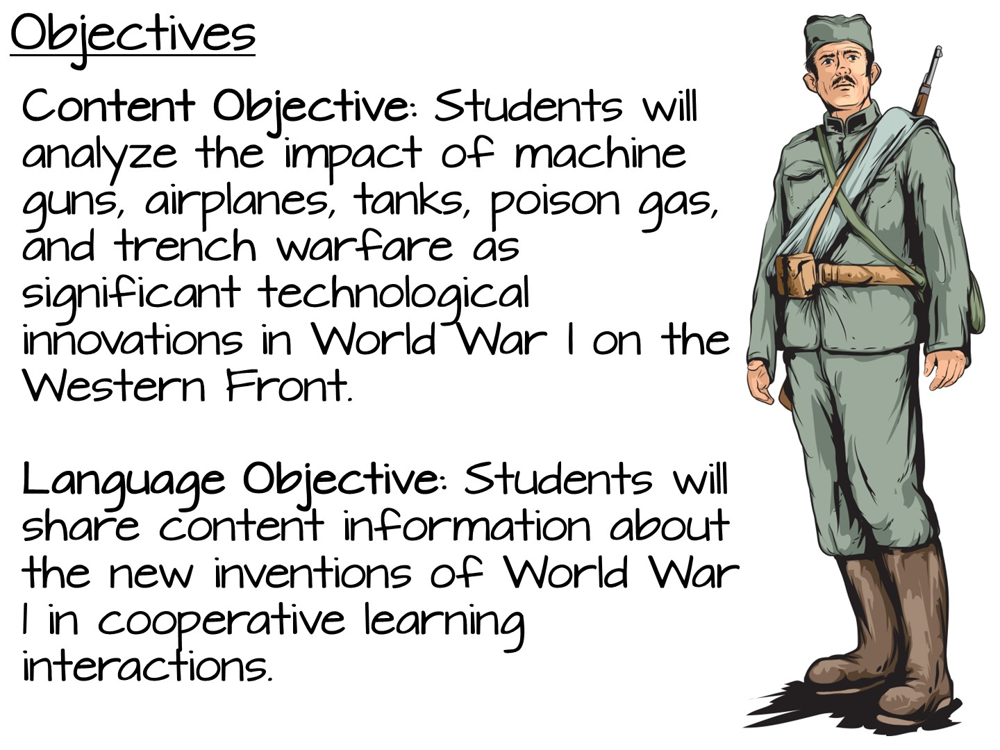 Objectives
Content Objective: Students will
analyze the impact of machine
guns, airplanes, tanks, poison gas,
and trench warfare as
significant technological
innovations in World War I on the
Western Front.
Language Objective: Students will
share content information about
the new inventions of World War
I in cooperative learning
interactions.